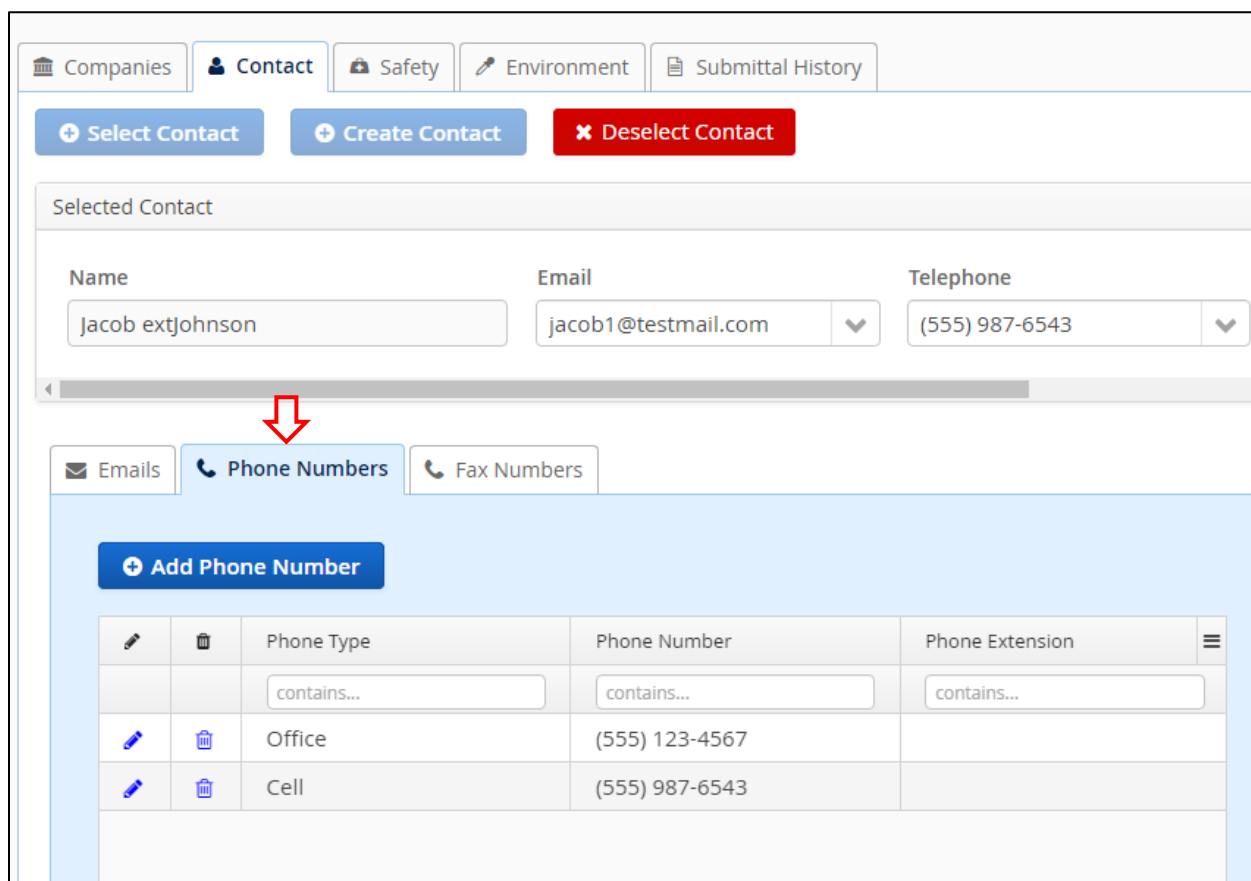 Companies Contact Safety Environment Submittal History
Select Contact Create Contact Deselect Contact
Selected Contact
Name Email Telephone
Jacob extJohnson jacob1@testmail.com (555) 987-6543
Emails Phone Numbers Fax Numbers
Add Phone Number
Phone Type Phone Number Phone Extension
contains... contains... contains...
Office (555) 123-4567
Cell (555) 987-6543